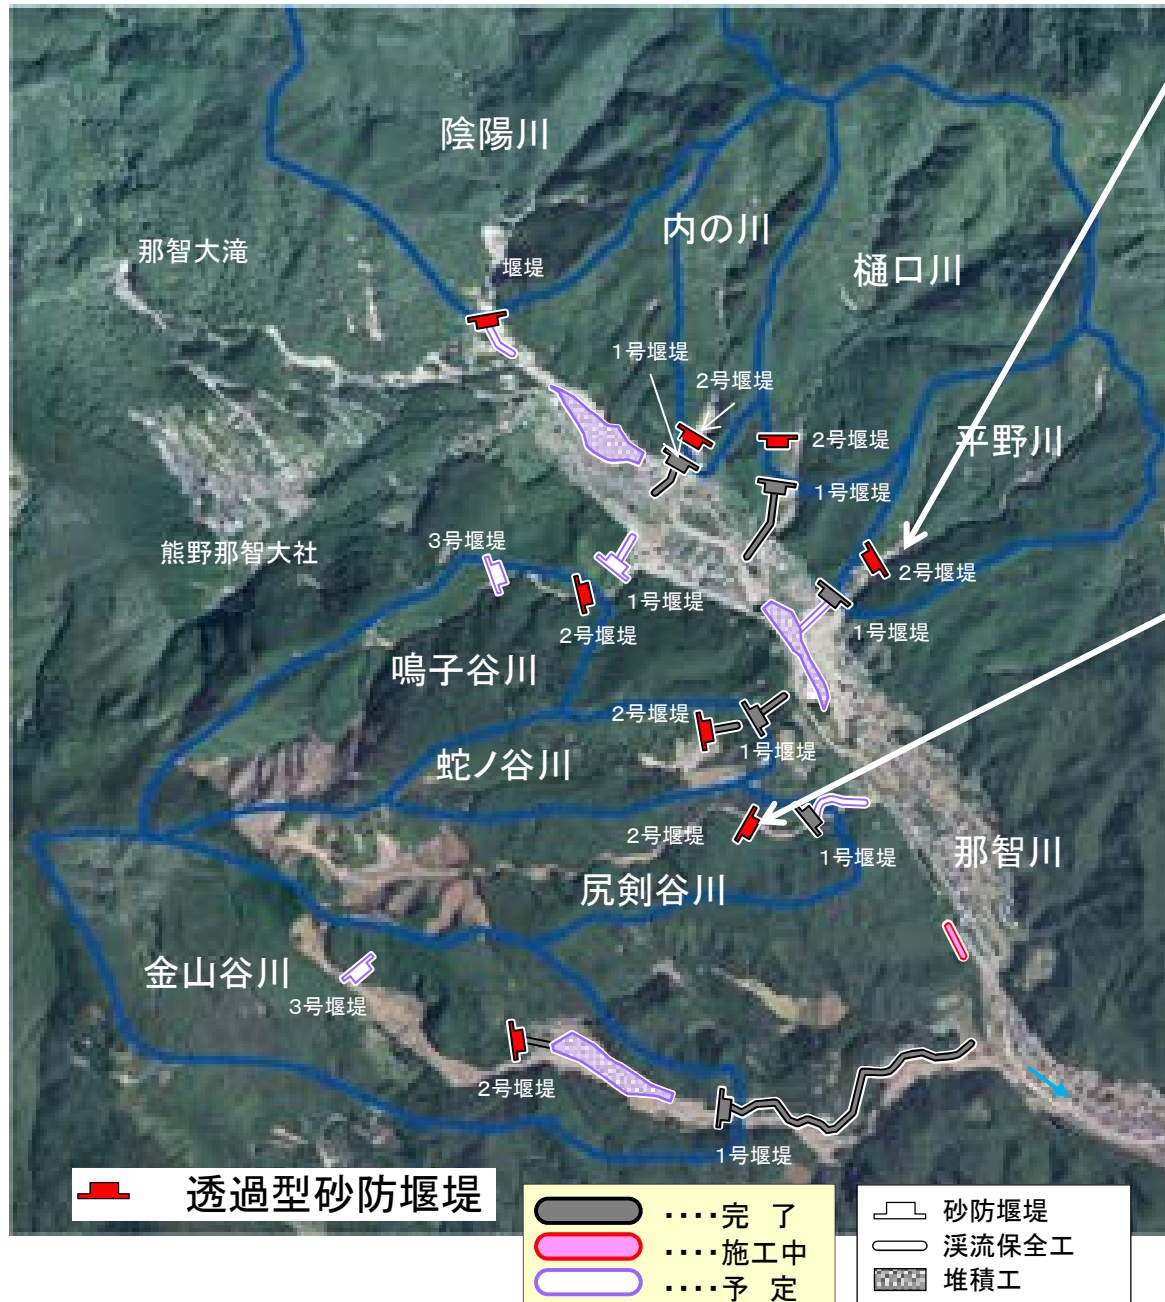 陰陽川
内の川
那智大滝
堰堤
樋口川
1号堰堤
2号堰堤
2号堰堤
平野川
1号堰堤
3号堰堤
熊野那智大社
2号堰堤
1号堰堤
2号堰堤
1号堰堤
鳴子谷川
2号堰堤
1号堰堤
蛇ノ谷川
2号堰堤
1号堰堤
那智川
尻剣谷川
金山谷川
3号堰堤
2号堰堤
1号堰堤
透過型砂防堰堤
････完 了
････施工中
････予 定
砂防堰堤
渓流保全工
堆積工